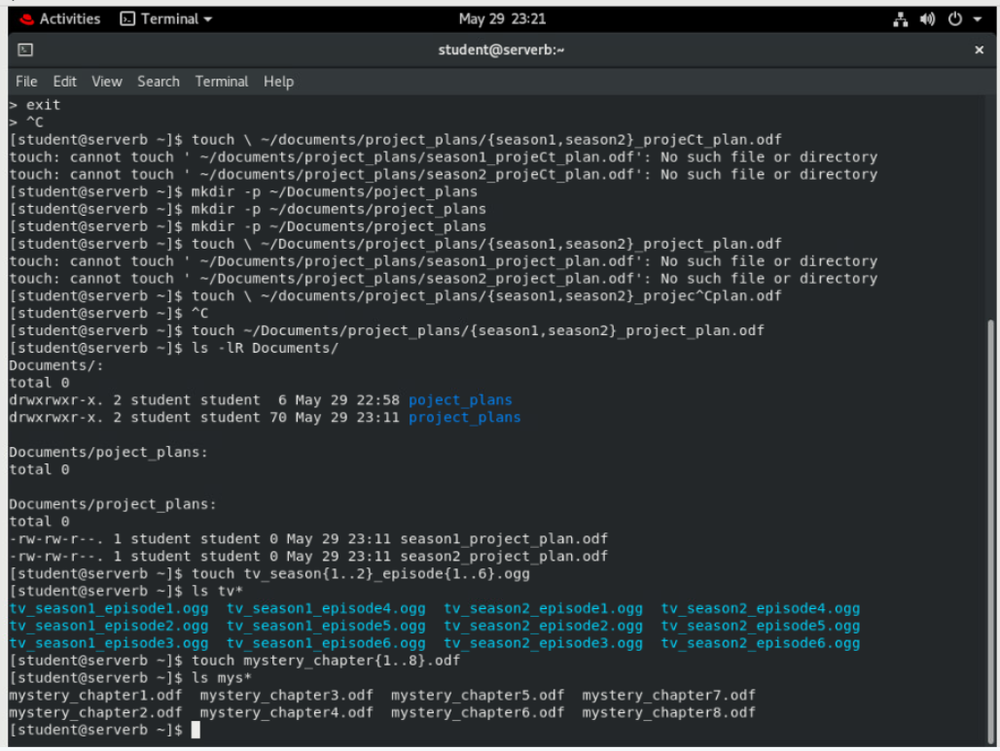 Activities Terminal May 29 23:21
student@serverb:~ ×
File Edit View Search Terminal Help
> exit
> ^C
[student@serverb ~]$ touch \ ~/documents/project_plans/{season1,season2}_projeCt_plan.odf
touch: cannot touch ' ~/documents/project_plans/season1_projeCt_plan.odf': No such file or directory
touch: cannot touch ' ~/documents/project_plans/season2_projeCt_plan.odf': No such file or directory
[student@serverb ~]$ mkdir -p ~/Documents/poject_plans
[student@serverb ~]$ mkdir -p ~/documents/project_plans
[student@serverb ~]$ mkdir -p ~/Documents/project_plans
[student@serverb ~]$ touch \ ~/Documents/project_plans/{season1,season2}_project_plan.odf
touch: cannot touch ' ~/Documents/project_plans/season1_project_plan.odf': No such file or directory
touch: cannot touch ' ~/Documents/project_plans/season2_project_plan.odf': No such file or directory
[student@serverb ~]$ touch \ ~/documents/project_plans/{season1,season2}_projec^Cplan.odf
[student@serverb ~]$ ^C
[student@serverb ~]$ touch ~/Documents/project_plans/{season1,season2}_project_plan.odf
[student@serverb ~]$ ls -lR Documents/
Documents/:
total 0
drwxrwxr-x. 2 student student  6 May 29 22:58 poject_plans
drwxrwxr-x. 2 student student 70 May 29 23:11 project_plans
Documents/poject_plans:
total 0
Documents/project_plans:
total 0
-rw-rw-r--. 1 student student 0 May 29 23:11 season1_project_plan.odf
-rw-rw-r--. 1 student student 0 May 29 23:11 season2_project_plan.odf
[student@serverb ~]$ touch tv_season{1..2}_episode{1..6}.ogg
[student@serverb ~]$ ls tv*
tv_season1_episode1.ogg  tv_season1_episode4.ogg  tv_season2_episode1.ogg  tv_season2_episode4.ogg
tv_season1_episode2.ogg  tv_season1_episode5.ogg  tv_season2_episode2.ogg  tv_season2_episode5.ogg
tv_season1_episode3.ogg  tv_season1_episode6.ogg  tv_season2_episode3.ogg  tv_season2_episode6.ogg
[student@serverb ~]$ touch mystery_chapter{1..8}.odf
[student@serverb ~]$ ls mys*
mystery_chapter1.odf  mystery_chapter3.odf  mystery_chapter5.odf  mystery_chapter7.odf
mystery_chapter2.odf  mystery_chapter4.odf  mystery_chapter6.odf  mystery_chapter8.odf
[student@serverb ~]$